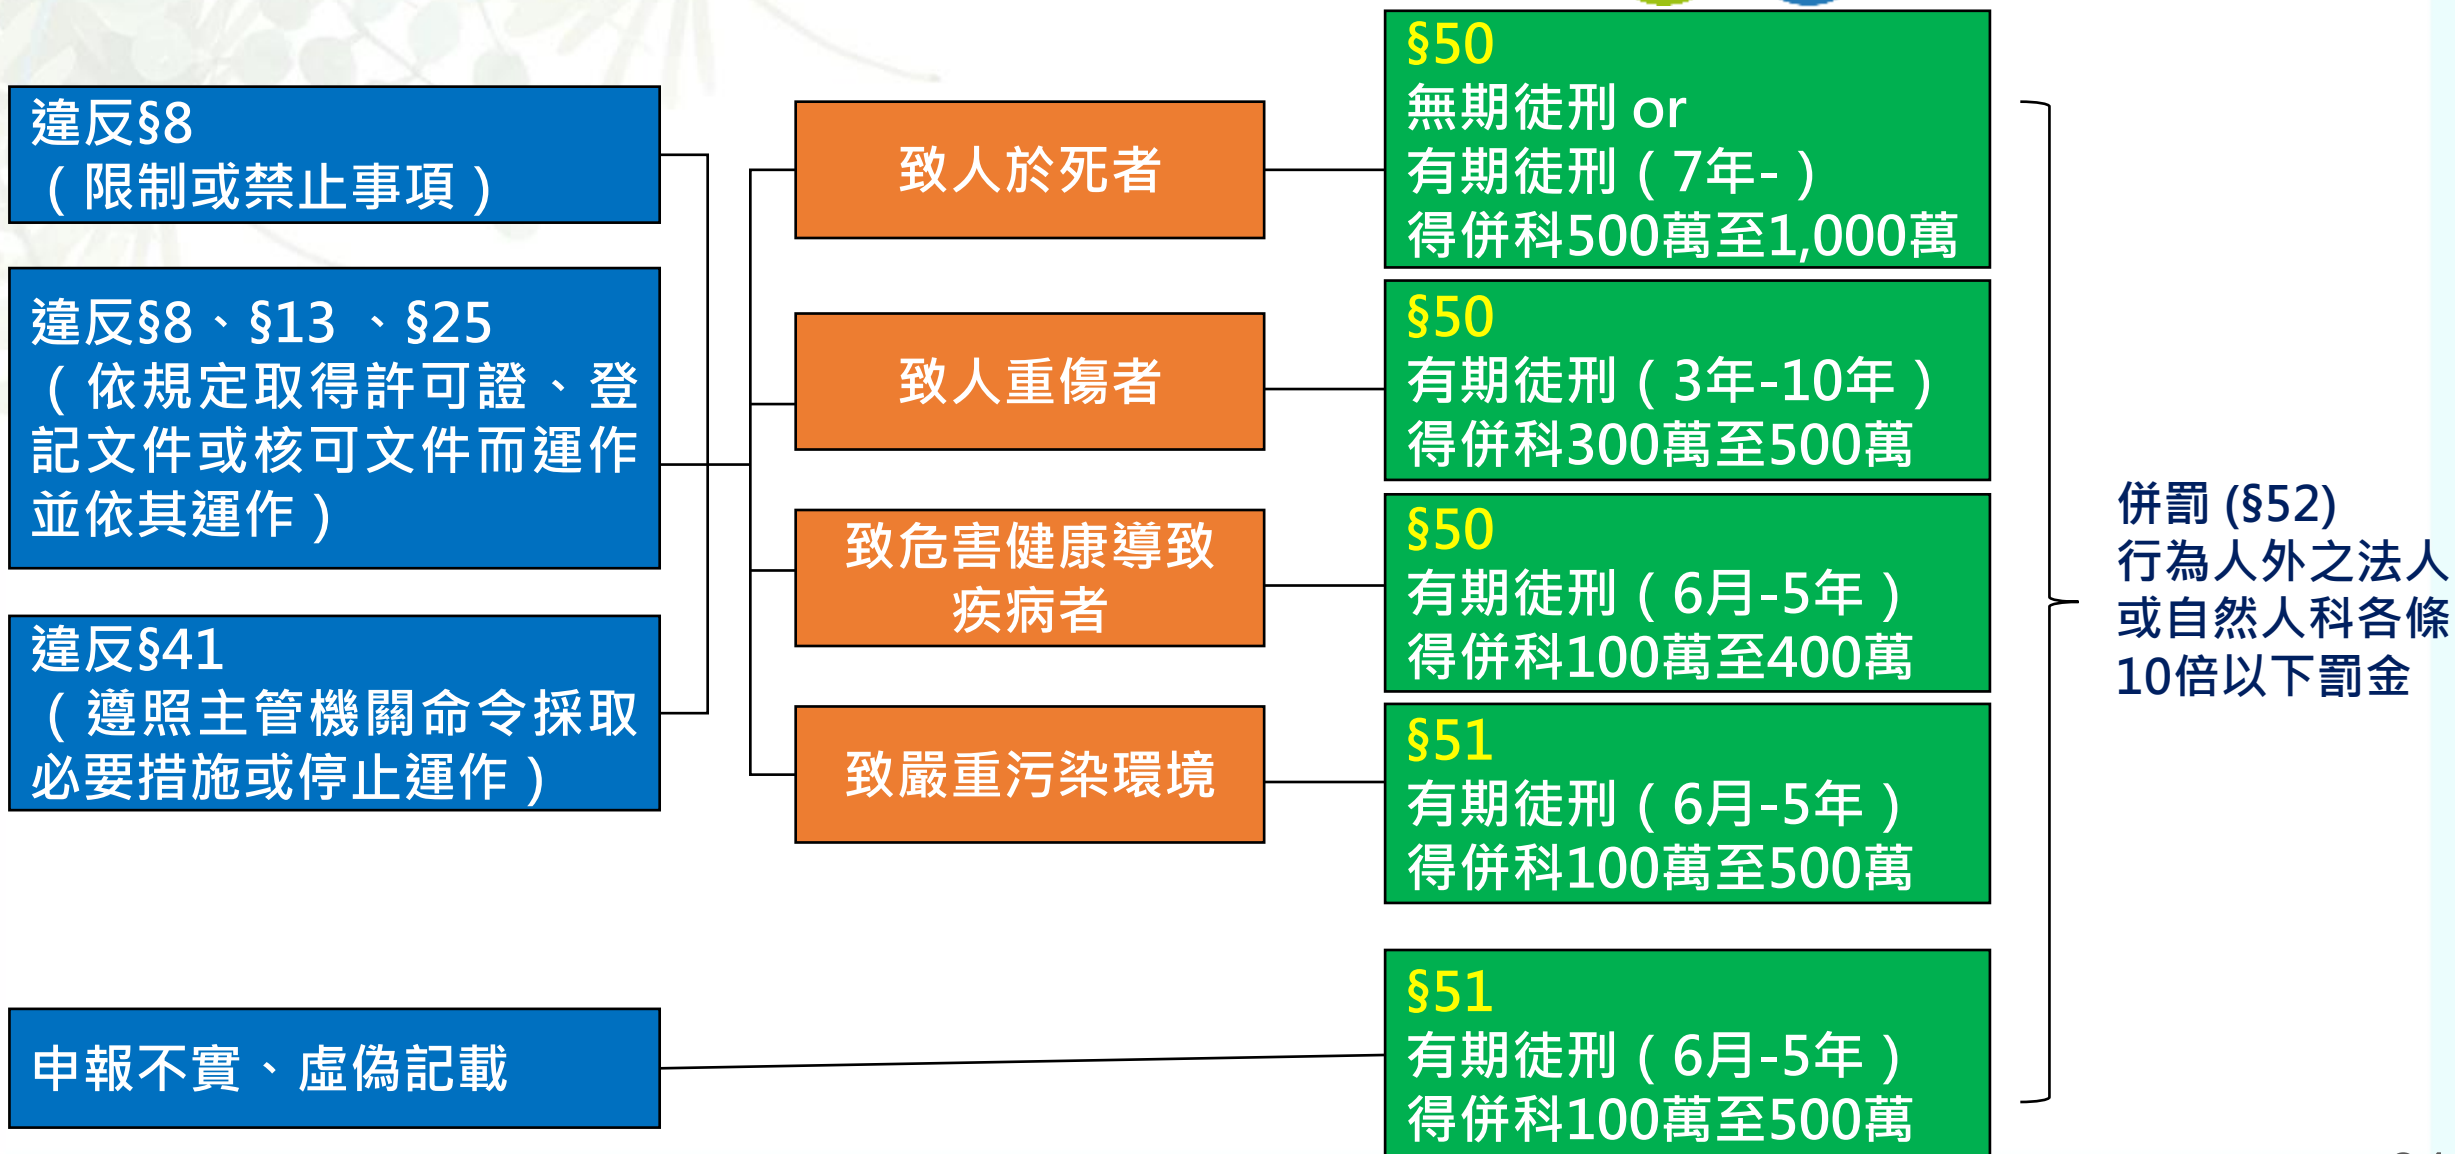 違反§8
（限制或禁止事項）
違反§8、§13 、§25
（依規定取得許可證、登
記文件或核可文件而運作
並依其運作）
違反§41
（遵照主管機關命令採取
必要措施或停止運作）
申報不實、虛偽記載
致人於死者
致人重傷者
致危害健康導致
疾病者
致嚴重污染環境
§50
無期徒刑 or
有期徒刑（7年-）
得併科500萬至1,000萬
§50
有期徒刑（3年-10年）
得併科300萬至500萬
§50
有期徒刑（6月-5年）
得併科100萬至400萬
§51
有期徒刑（6月-5年）
得併科100萬至500萬
§51
有期徒刑（6月-5年）
得併科100萬至500萬
併罰 (§52)
行為人外之法人
或自然人科各條
10倍以下罰金